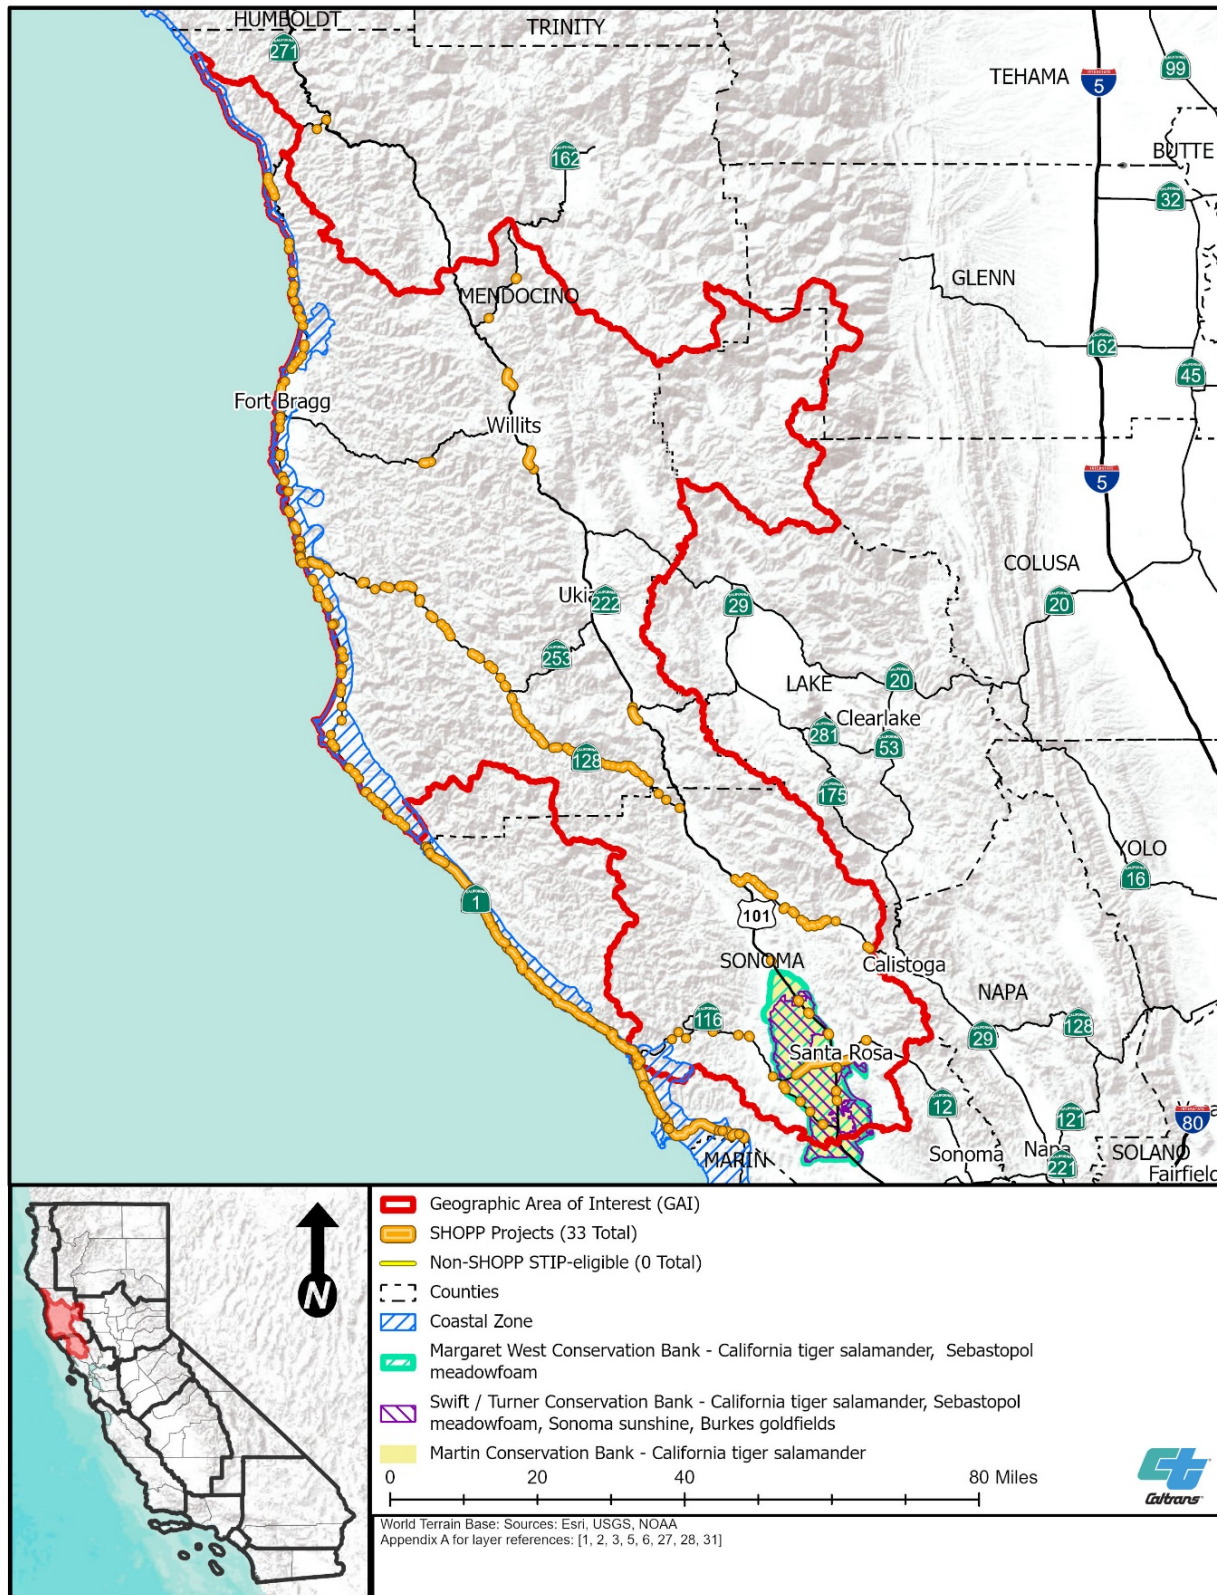 HUMBOLDT
TRINITY
271
TEHAMA
99
5
BUTTE
162
32
GLENN
MENDOCINO
162
45
Fort Bragg
Willits
5
COLUSA
20
222
29
253
LAKE
20
Clearlake
281
53
128
175
YOLO
16
1
101
SONOMA
Calistoga
NAPA
116
128
29
Santa Rosa
12
121
80
MARIN
Sonoma
Napa
221
SOLANO
Fairfield
N
Geographic Area of Interest (GAI)
SHOPP Projects (33 Total)
Non-SHOPP STIP-eligible (0 Total)
Counties
Coastal Zone
Margaret West Conservation Bank - California tiger salamander, Sebastopol
meadowfoam
Swift / Turner Conservation Bank - California tiger salamander, Sebastopol
meadowfoam, Sonoma sunshine, Burkes goldfields
Martin Conservation Bank - California tiger salamander
0 20 40 80 Miles
Caltrans
World Terrain Base: Sources: Esri, USGS, NOAA
Appendix A for layer references: [1, 2, 3, 5, 6, 27, 28, 31]